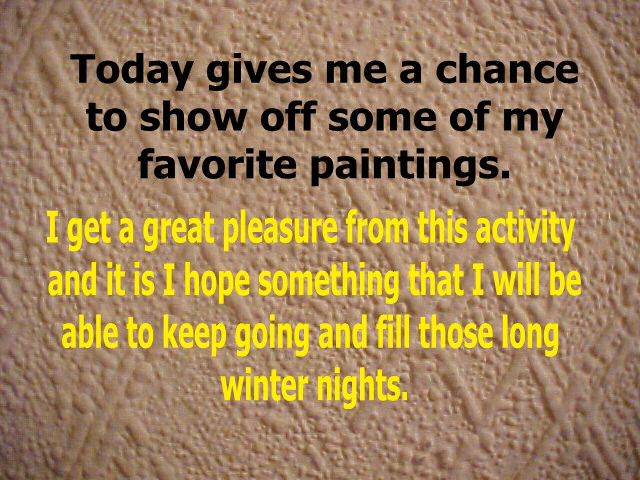 Today gives me a chance
to show off some of my
favorite paintings.
I get a great pleasure from this activity
and it is I hope something that I will be
able to keep going and fill those long
winter nights.